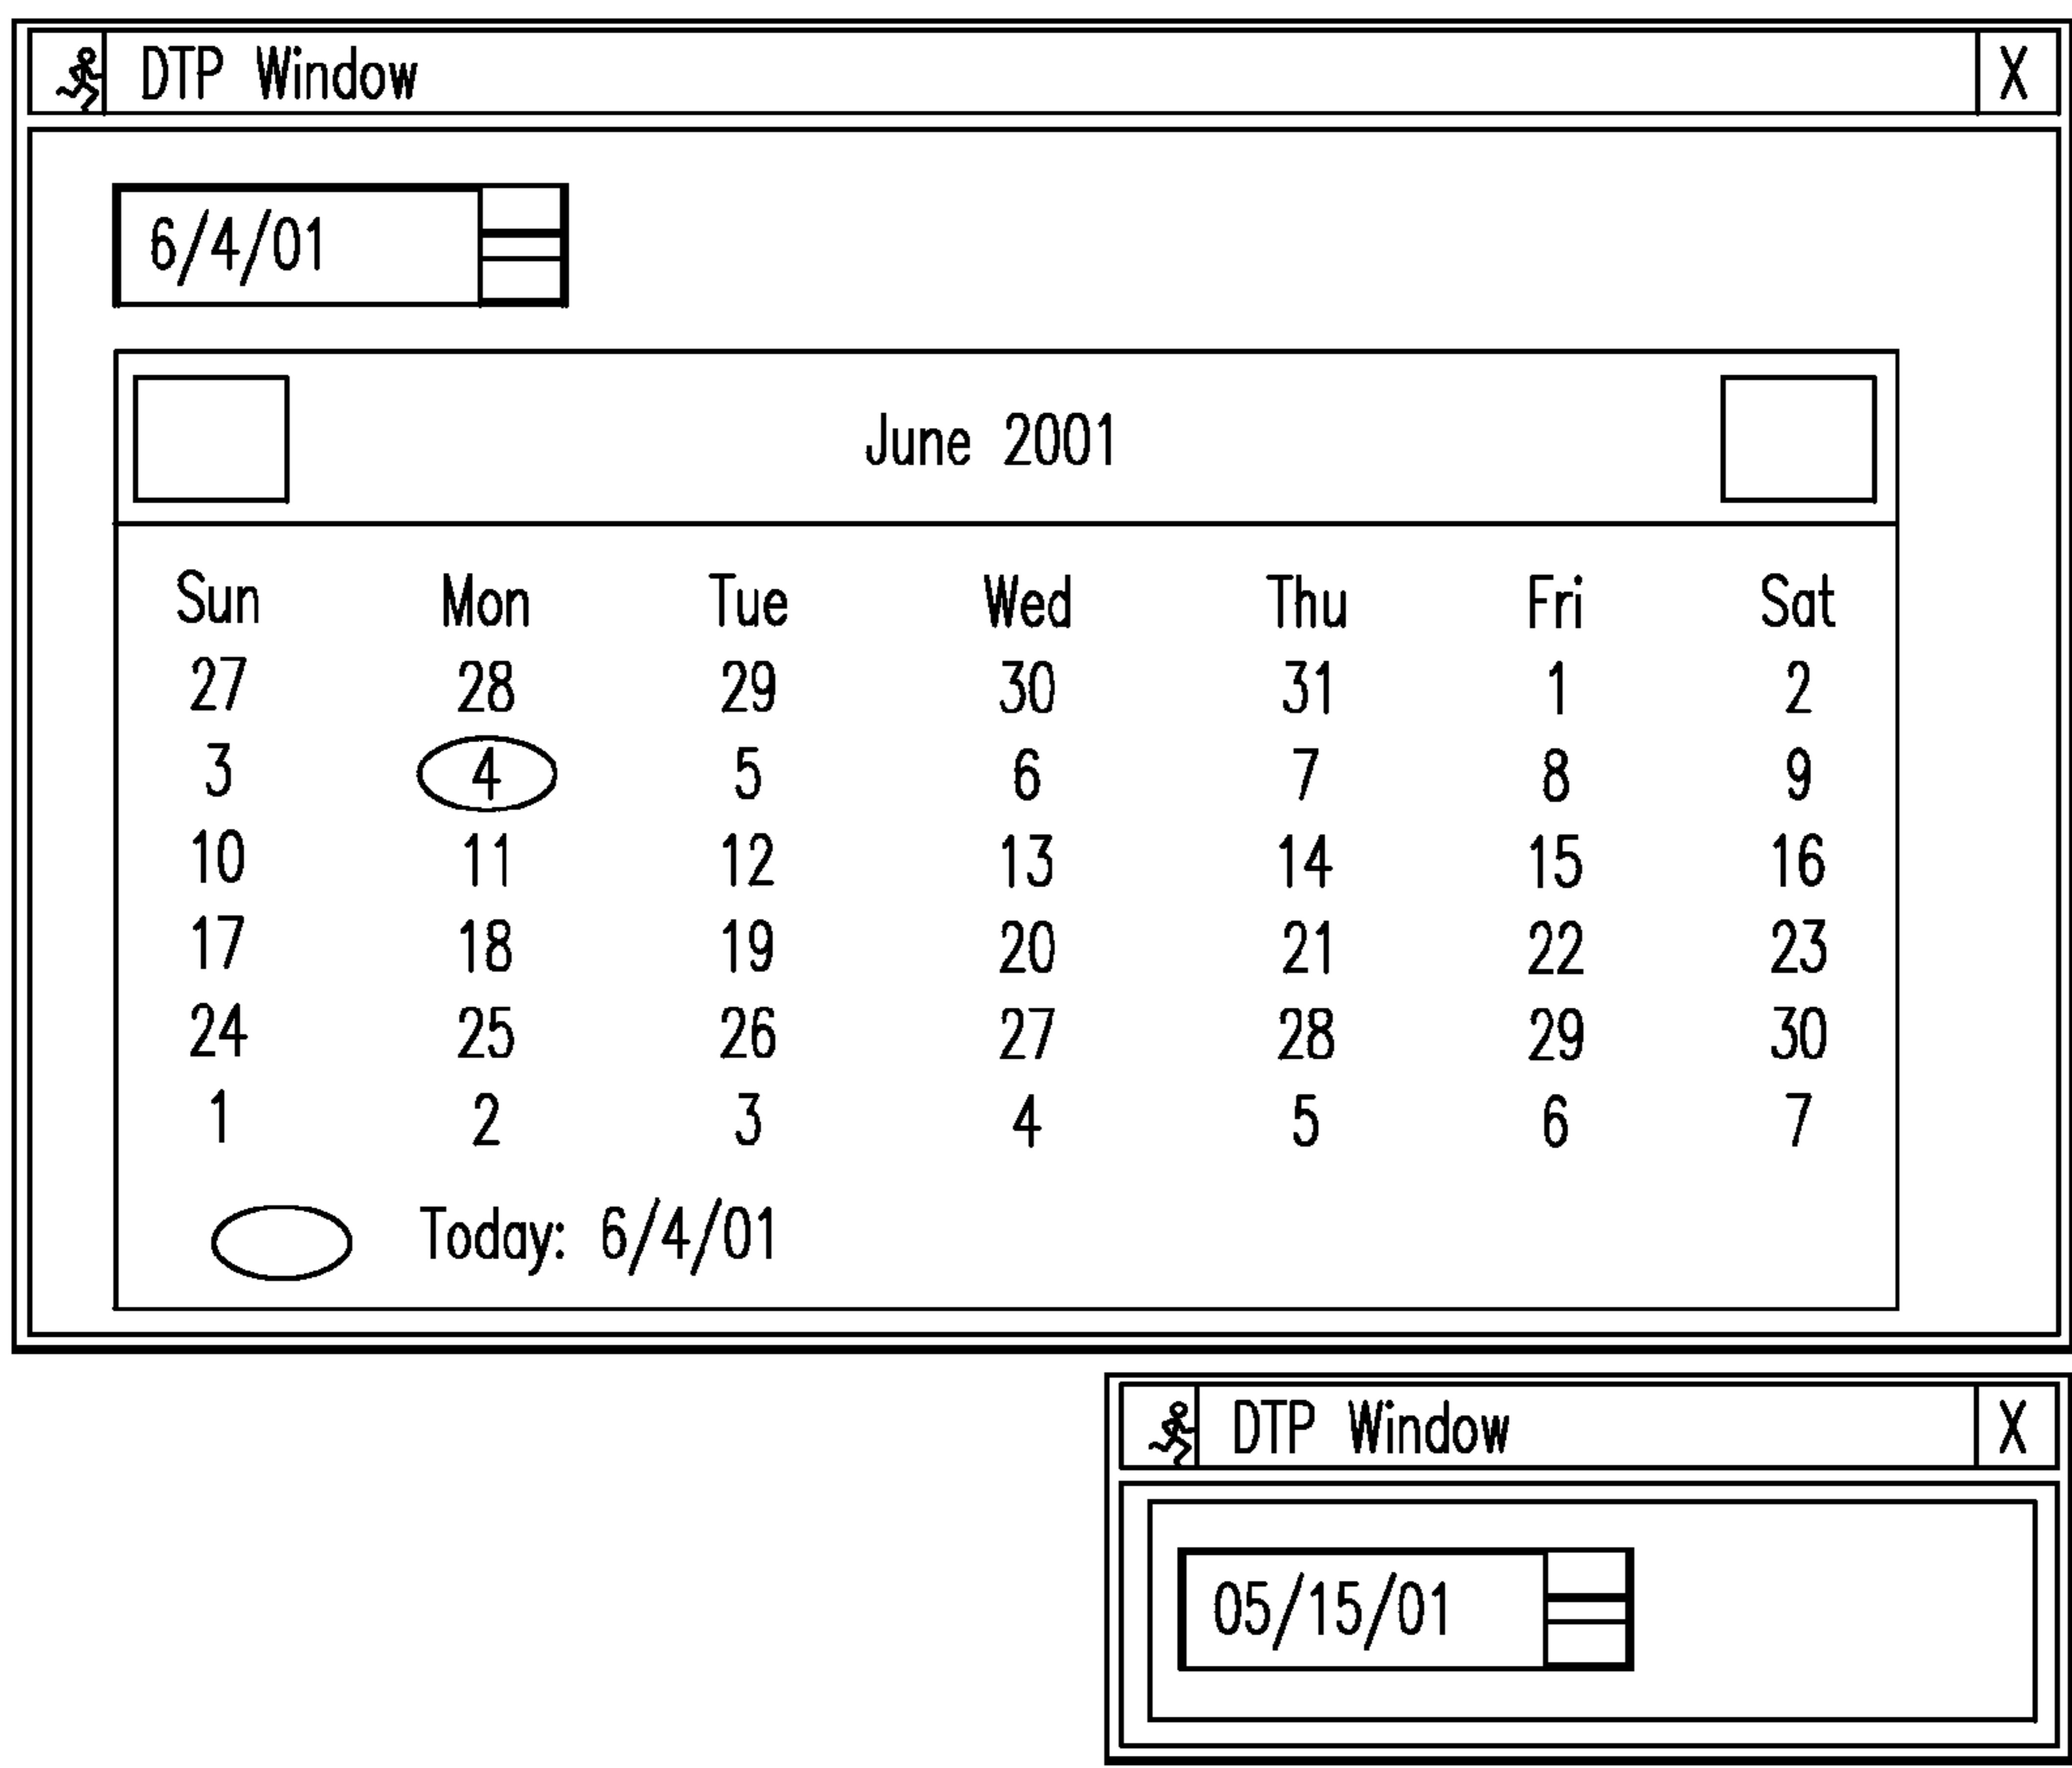 DTP Window X
6/4/01
June 2001
Sun Mon Tue Wed Thu Fri Sat
27 28 29 30 31 1 2
3 4 5 6 7 8 9
10 11 12 13 14 15 16
17 18 19 20 21 22 23
24 25 26 27 28 29 30
1 2 3 4 5 6 7
Today: 6/4/01
DTP Window X
05/15/01